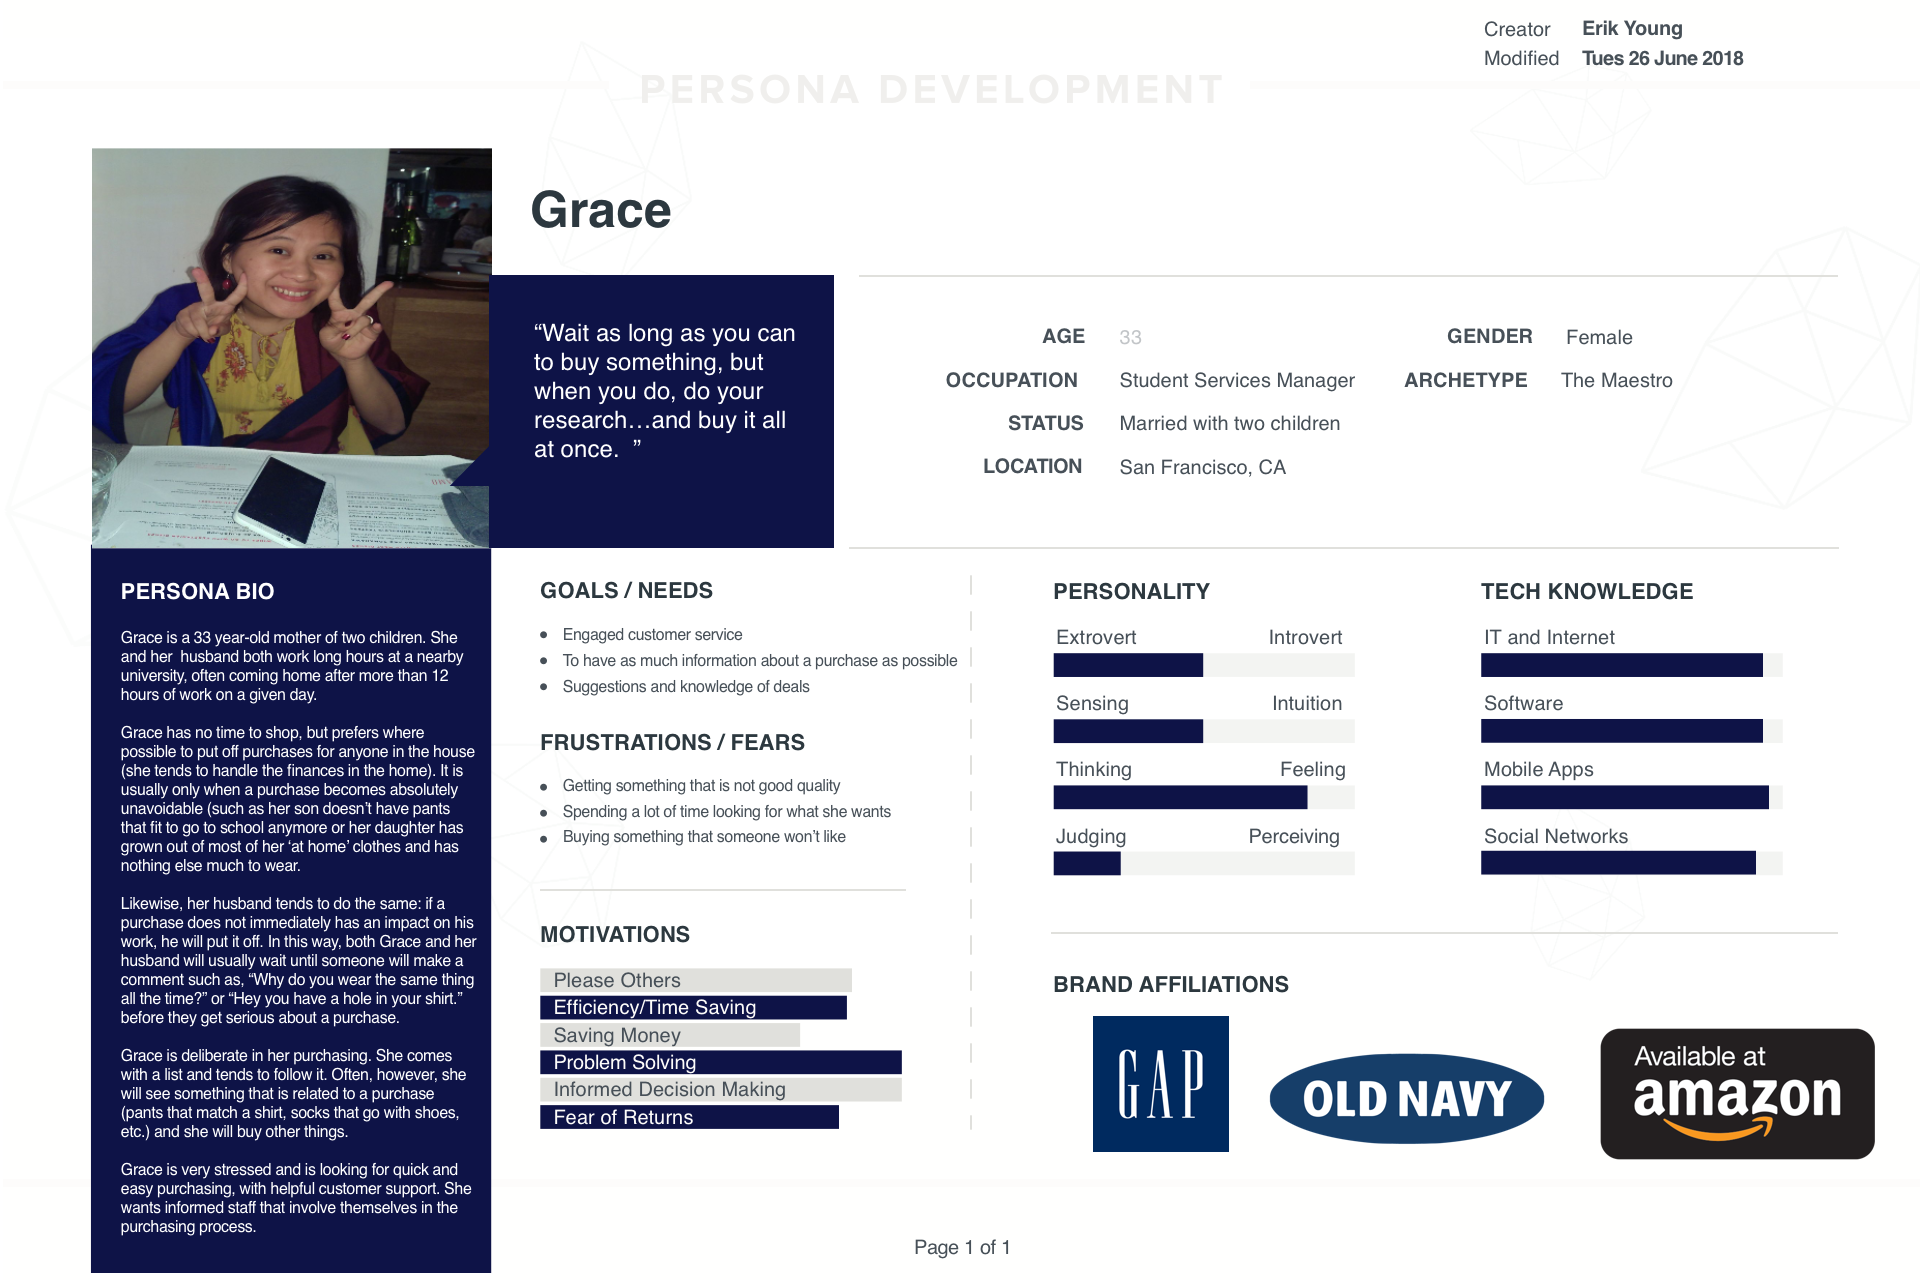 Creator Erik Young
Modified Tues 26 June 2018
PERSONA DEVELOPMENT
Grace
“Wait as long as you can
to buy something, but
when you do, do your
research…and buy it all
at once.  ”
AGE 33
GENDER Female
OCCUPATION Student Services Manager
ARCHETYPE The Maestro
STATUS Married with two children
LOCATION San Francisco, CA
PERSONA BIO
Grace is a 33 year-old mother of two children. She
and her  husband both work long hours at a nearby
university, often coming home after more than 12
hours of work on a given day.
Grace has no time to shop, but prefers where
possible to put off purchases for anyone in the house
(she tends to handle the finances in the home). It is
usually only when a purchase becomes absolutely
unavoidable (such as her son doesn’t have pants
that fit to go to school anymore or her daughter has
grown out of most of her ‘at home’ clothes and has
nothing else much to wear.
Likewise, her husband tends to do the same: if a
purchase does not immediately has an impact on his
work, he will put it off. In this way, both Grace and her
husband will usually wait until someone will make a
comment such as, “Why do you wear the same thing
all the time?” or “Hey you have a hole in your shirt.”
before they get serious about a purchase.
Grace is deliberate in her purchasing. She comes
with a list and tends to follow it. Often, however, she
will see something that is related to a purchase
(pants that match a shirt, socks that go with shoes,
etc.) and she will buy other things.
Grace is very stressed and is looking for quick and
easy purchasing, with helpful customer support. She
wants informed staff that involve themselves in the
purchasing process.
GOALS / NEEDS
• Engaged customer service
• To have as much information about a purchase as possible
• Suggestions and knowledge of deals
FRUSTRATIONS / FEARS
• Getting something that is not good quality
• Spending a lot of time looking for what she wants
• Buying something that someone won’t like
MOTIVATIONS
Please Others
Efficiency/Time Saving
Saving Money
Problem Solving
Informed Decision Making
Fear of Returns
PERSONALITY
Extrovert Introvert
Sensing Intuition
Thinking Feeling
Judging Perceiving
TECH KNOWLEDGE
IT and Internet
Software
Mobile Apps
Social Networks
BRAND AFFILIATIONS
GAP
OLD NAVY
Available at
amazon
Page 1 of 1